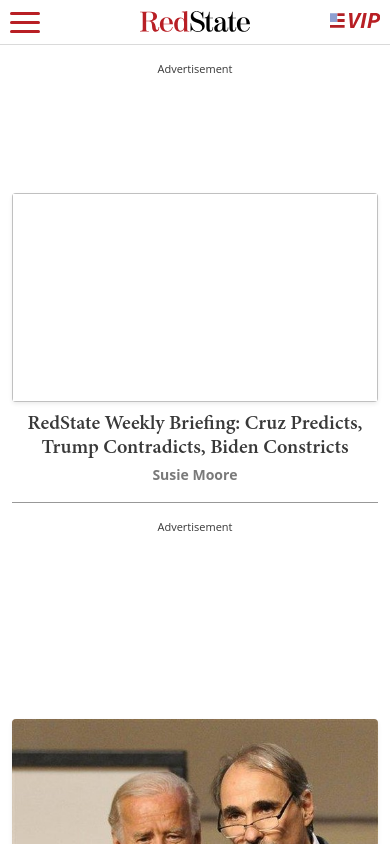 RedState
VIP
Advertisement
RedState Weekly Briefing: Cruz Predicts,
Trump Contradicts, Biden Constricts
Susie Moore
Advertisement